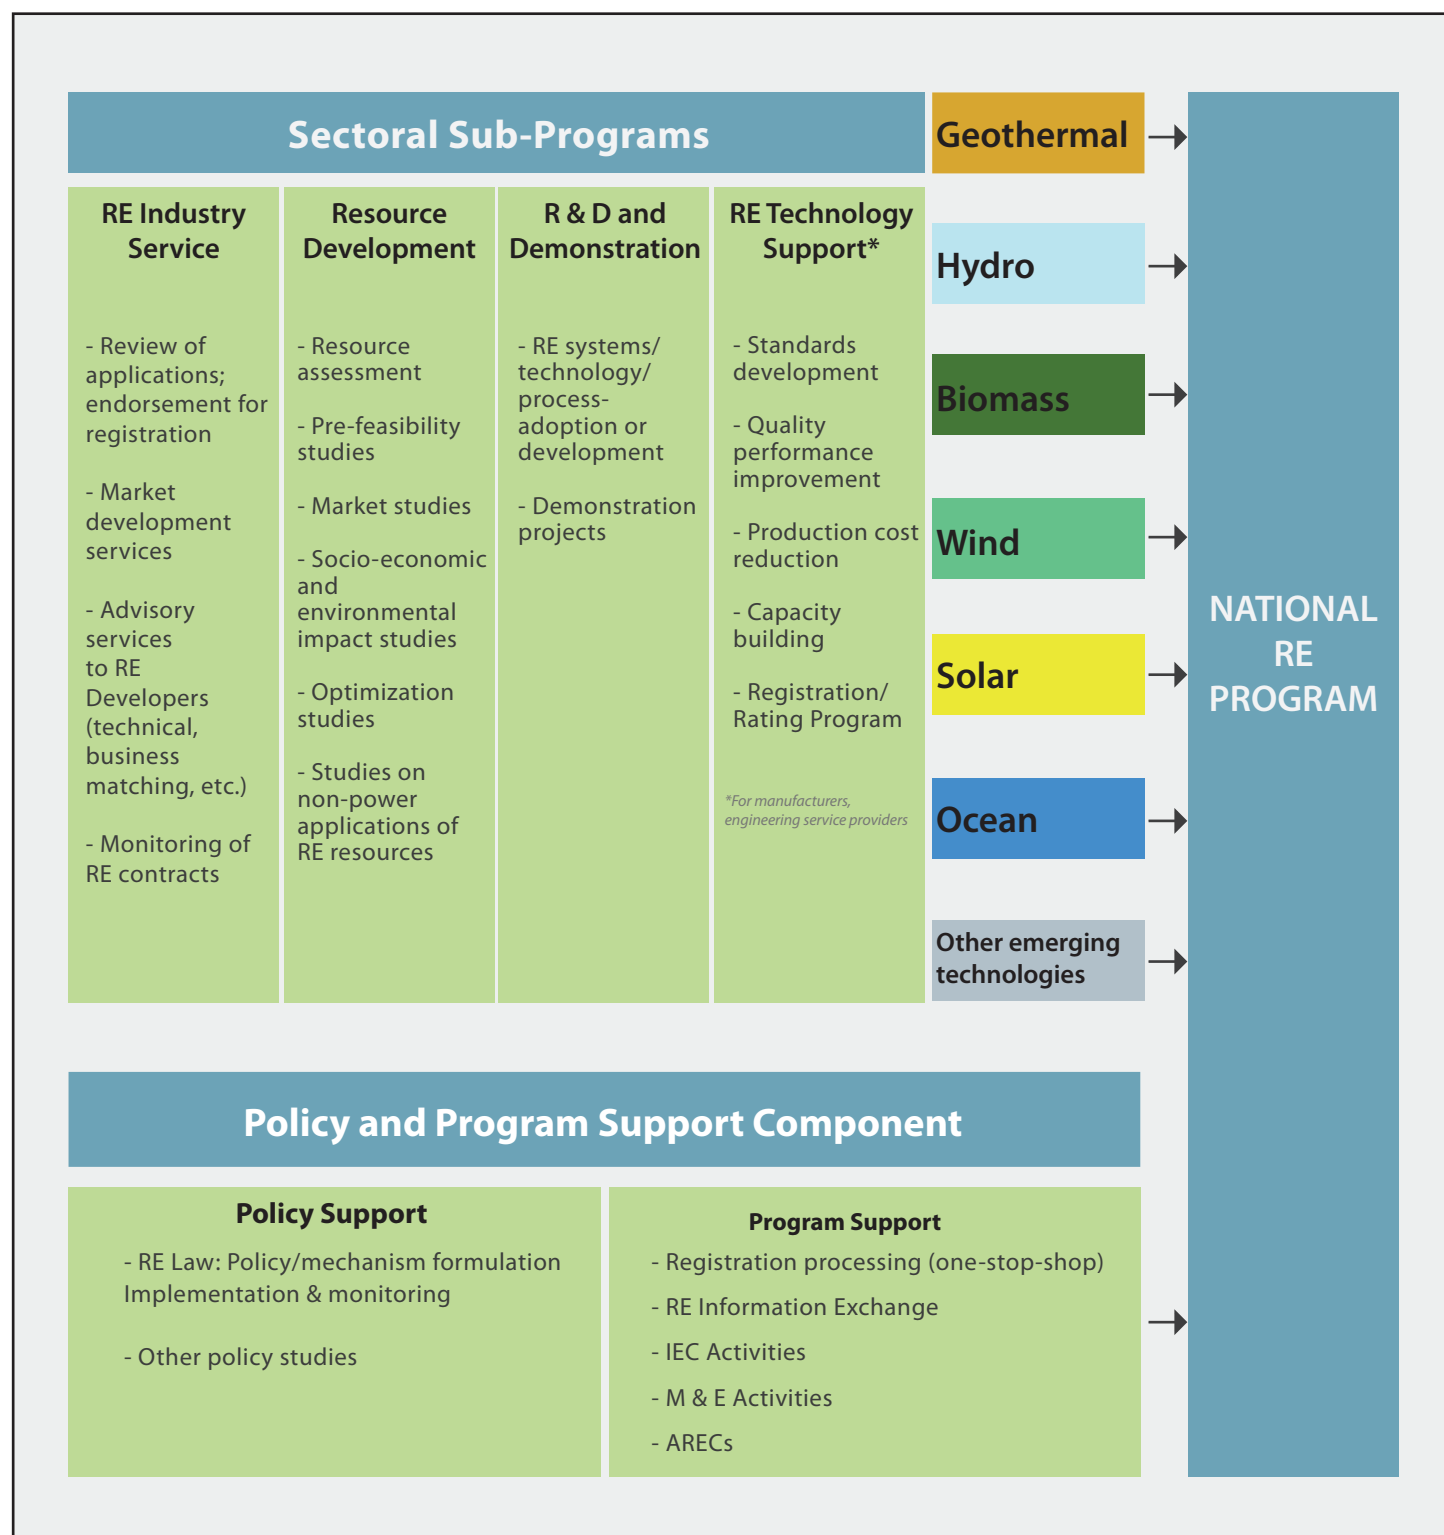 Sectoral Sub-Programs
RE Industry
Service
- Review of
applications;
endorsement for
registration
- Market
development
services
- Advisory
services
to RE
Developers
(technical,
business
matching, etc.)
- Monitoring of
RE contracts
Resource
Development
- Resource
assessment
- Pre-feasibility
studies
- Market studies
- Socio-economic
and
environmental
impact studies
- Optimization
studies
- Studies on
non-power
applications of
RE resources
R & D and
Demonstration
- RE systems/
technology/
process-
adoption or
development
- Demonstration
projects
RE Technology
Support*
- Standards
development
- Quality
performance
improvement
- Production cost
reduction
- Capacity
building
- Registration/
Rating Program
*For manufacturers,
engineering service providers
Geothermal
Hydro
Biomass
Wind
Solar
Ocean
Other emerging
technologies
NATIONAL
RE
PROGRAM
Policy and Program Support Component
Policy Support
- RE Law: Policy/mechanism formulation
Implementation & monitoring
- Other policy studies
Program Support
- Registration processing (one-stop-shop)
- RE Information Exchange
- IEC Activities
- M & E Activities
- ARECs